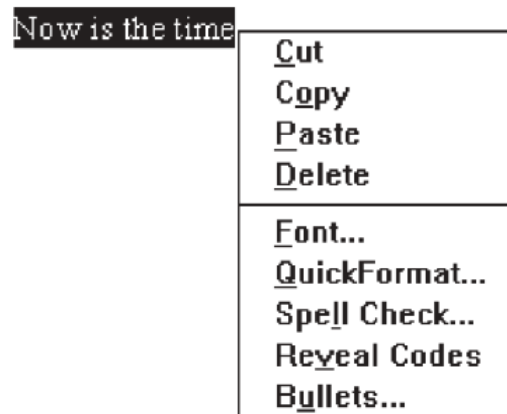 Now is the time
Cut
Copy
Paste
Delete
Font...
QuickFormat...
Spell Check...
Reveal Codes
Bullets...